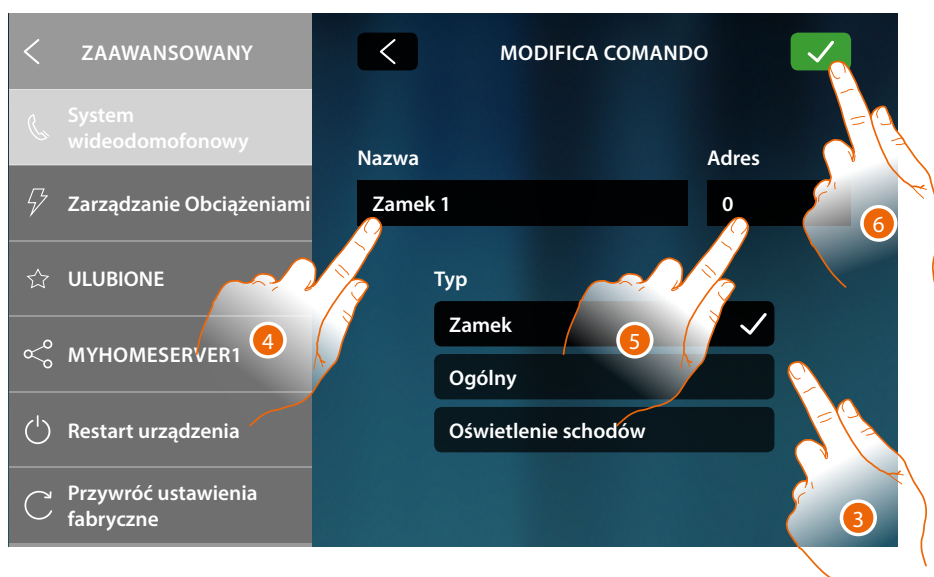 ZAAWANSOWANY
System
wideodomofonowy
Zarządzanie Obciążeniami
ULUBIONE
MYHOMESERVER1
Restart urządzenia
Przywróć ustawienia
fabryczne
MODIFICA COMANDO
Nazwa
Adres
Zamek 1
0
Typ
Zamek
Ogólny
Oświetlenie schodów
6
4
5
3